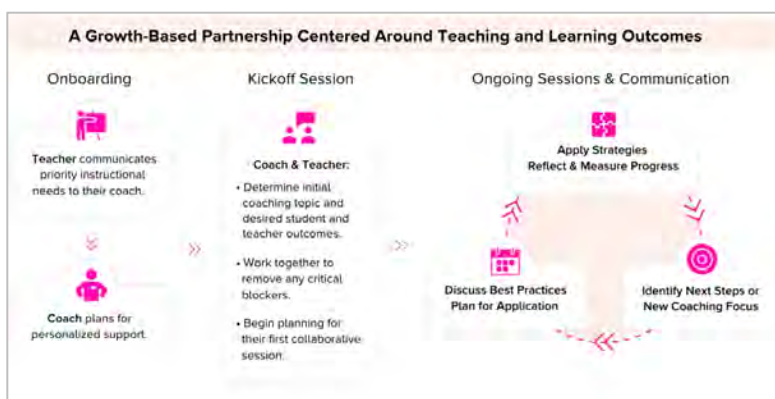 A Growth-Based Partnership Centered Around Teaching and Learning Outcomes
Onboarding
Teacher communicates
priority instructional
needs to their coach.
Coach plans for
personalized support.
Kickoff Session
Coach & Teacher:
• Determine initial
coaching topic and
desired student and
teacher outcomes.
• Work together to
remove any critical
blockers.
• Begin planning for
their first collaborative
session.
Ongoing Sessions & Communication
Apply Strategies
Reflect & Measure Progress
Discuss Best Practices
Plan for Application
Identify Next Steps or
New Coaching Focus